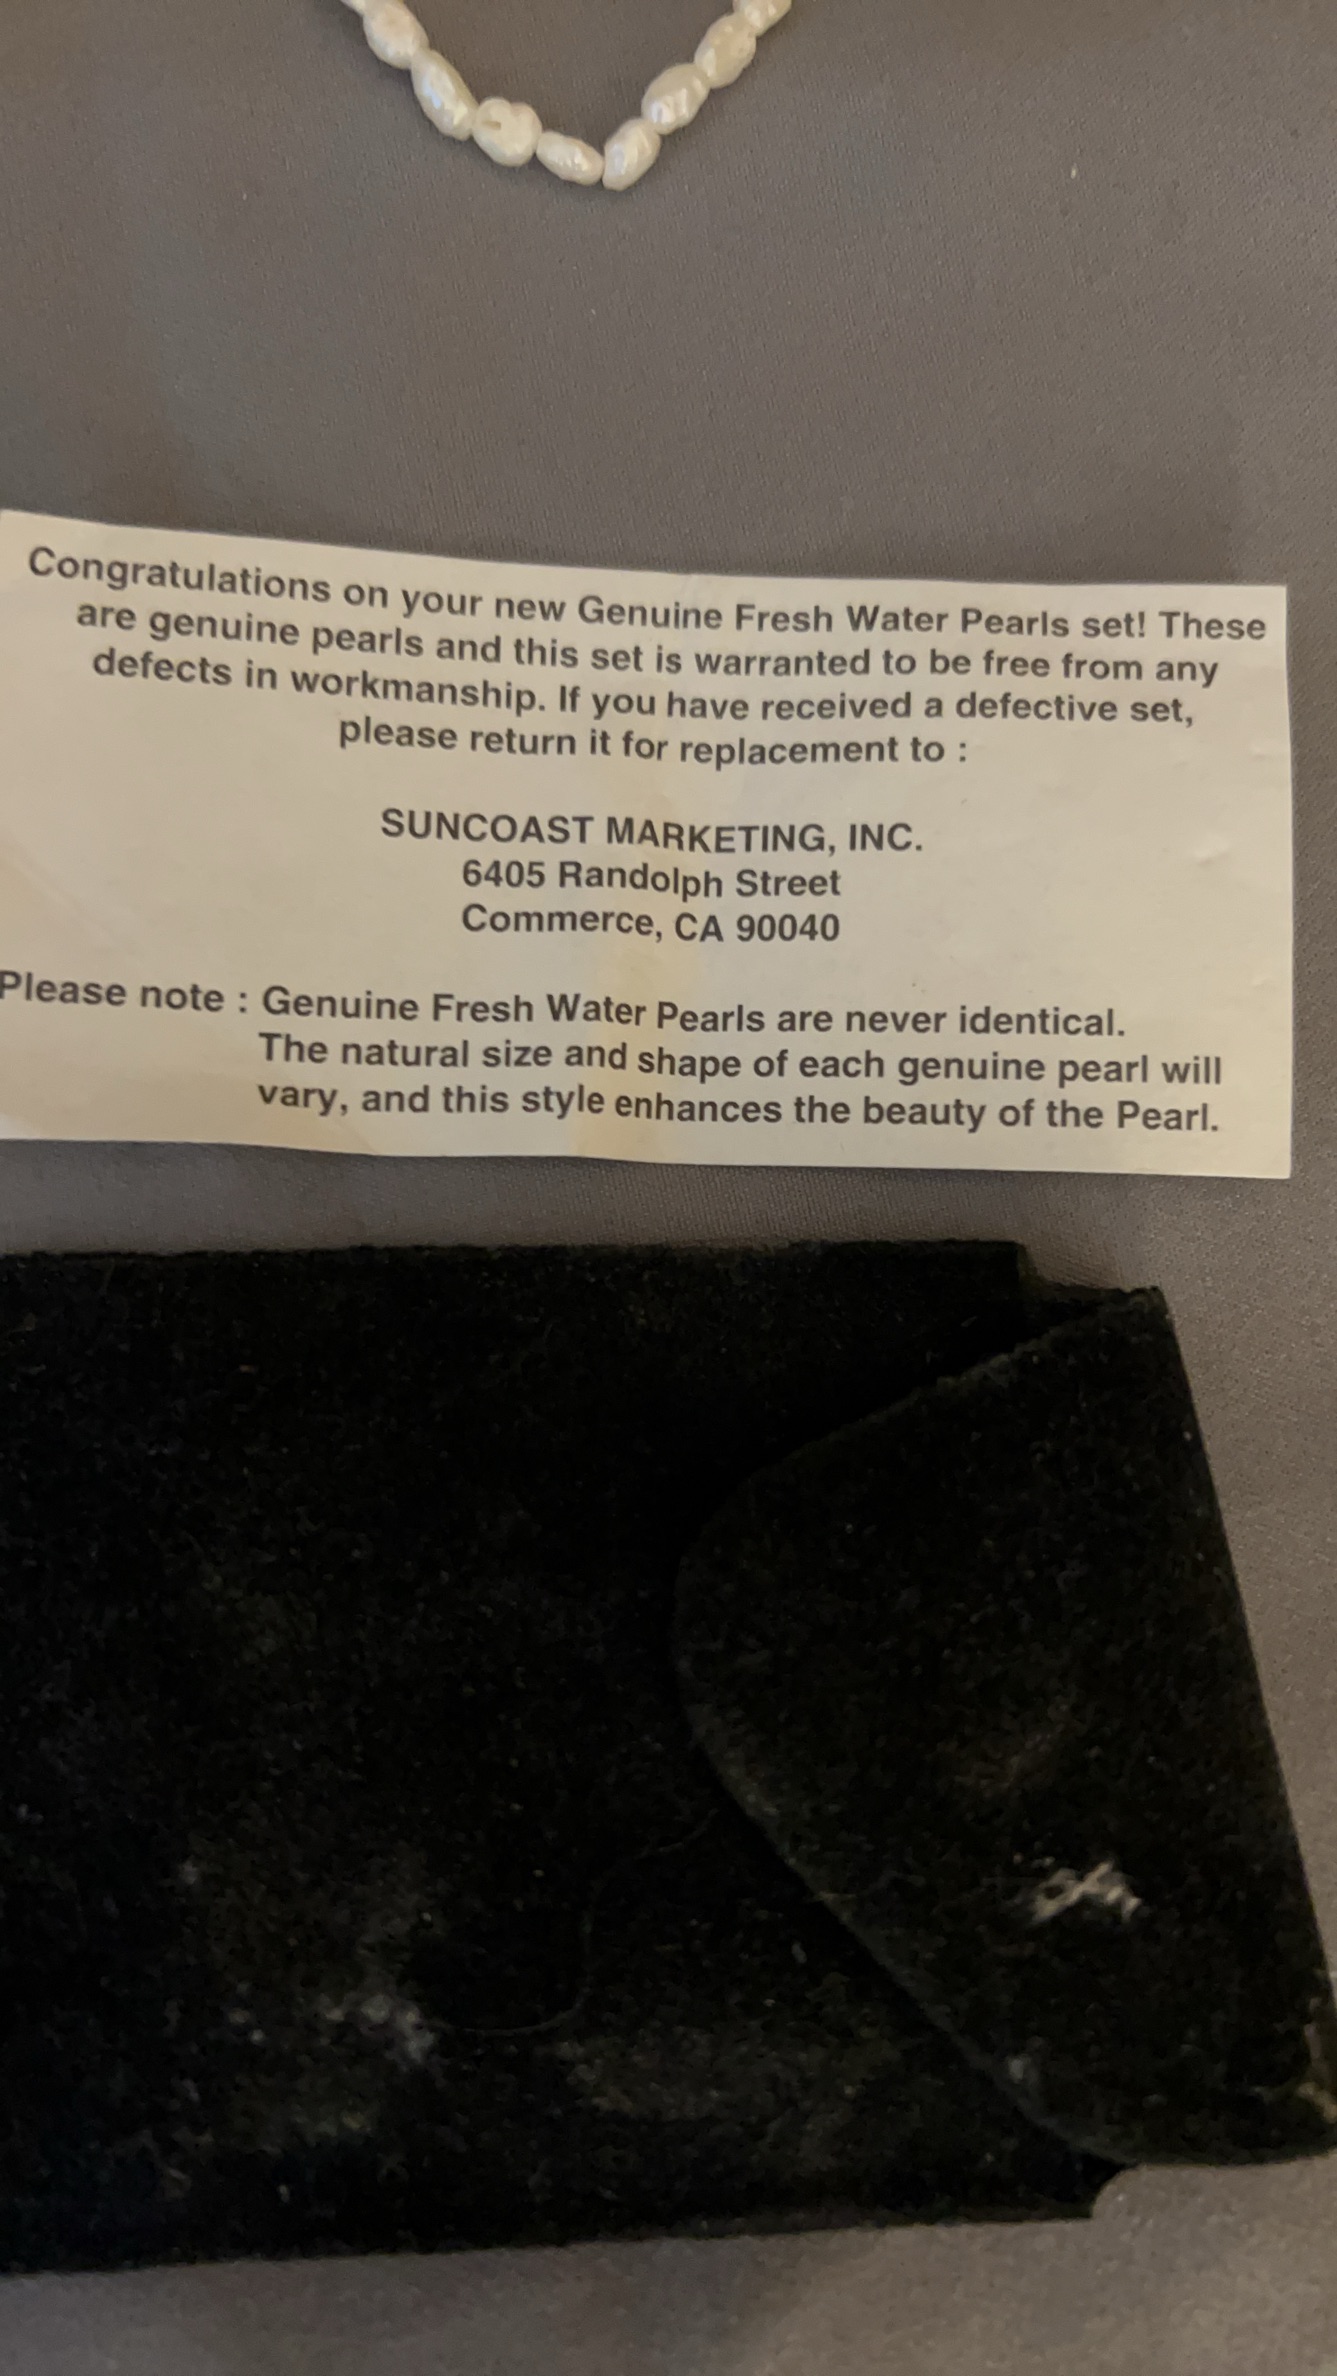 Congratulations on your new Genuine Fresh Water Pearls set! These
are genuine pearls and this set is warranted to be free from any
defects in workmanship. If you have received a defective set,
please return it for replacement to :
SUNCOAST MARKETING, INC.
6405 Randolph Street
Commerce, CA 90040
Please note : Genuine Fresh Water Pearls are never identical.
The natural size and shape of each genuine pearl will
vary, and this style enhances the beauty of the Pearl.